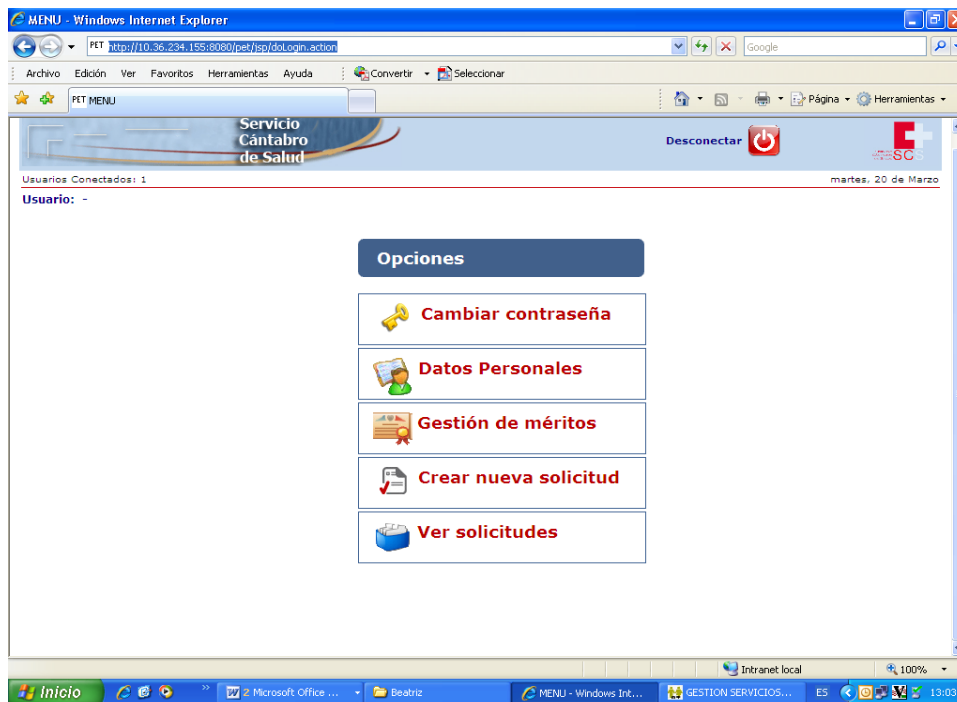 MENU - Windows Internet Explorer
PET http://10.36.234.155:8080/pet/jsp/doLogin.action
Google
Archivo Edición Ver Favoritos Herramientas Ayuda Convertir Seleccionar
PET MENU Página Herramientas
Servicio
Cántabro
de Salud
Desconectar
SCS
Usuarios Conectados: 1 martes, 20 de Marzo
Usuario: -
Opciones
Cambiar contraseña
Datos Personales
Gestión de méritos
Crear nueva solicitud
Ver solicitudes
Intranet local 100%
Inicio » 2 Microsoft Office ... Beatriz MENU - Windows Int... GESTION SERVICIOS... ES 13:03